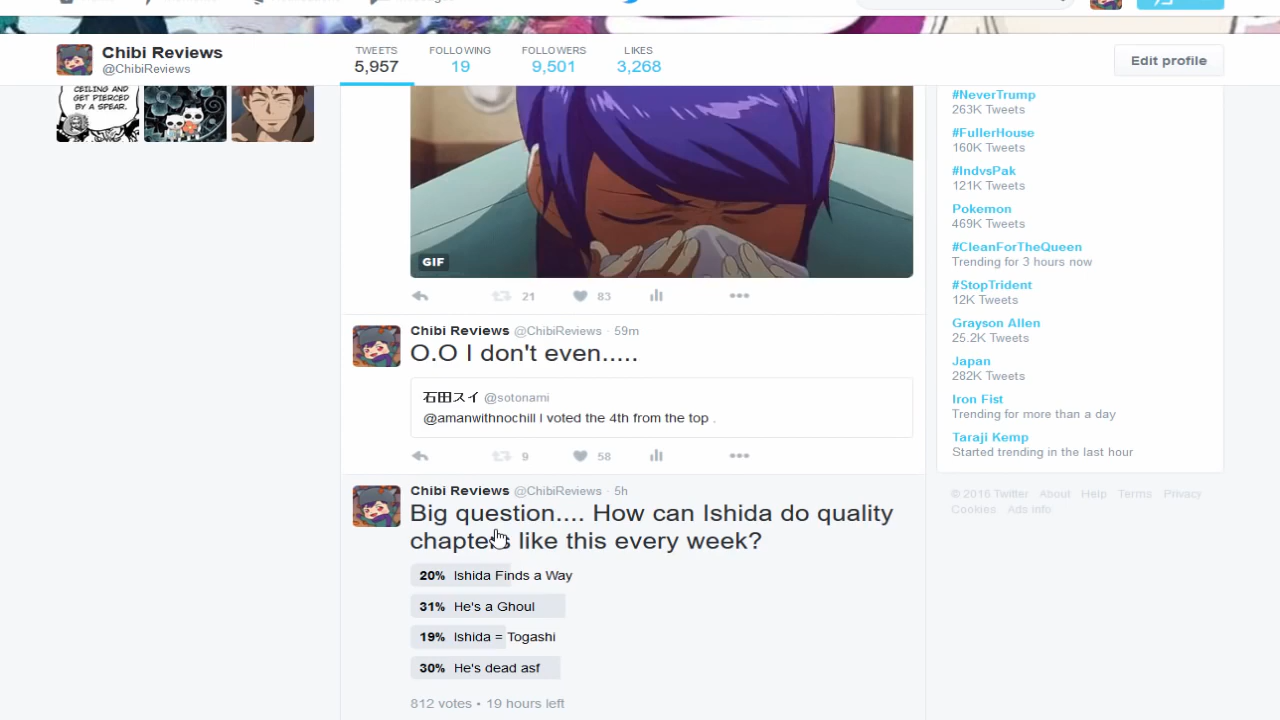 Chibi Reviews
@ChibiReviews
TWEETS
5,957
FOLLOWING
19
FOLLOWERS
9,501
LIKES
3,268
Edit profile
CEILING AND
GET PIERCED
BY A SPEAR.
GIF
21
83
Chibi Reviews @ChibiReviews · 59m
O.O I don't even.....
石田スイ @sotonami
@amanwithnochill I voted the 4th from the top .
9
58
Chibi Reviews @ChibiReviews · 5h
Big question.... How can Ishida do quality
chapters like this every week?
20% Ishida Finds a Way
31% He's a Ghoul
19% Ishida = Togashi
30% He's dead asf
812 votes • 19 hours left
#NeverTrump
263K Tweets
#FullerHouse
160K Tweets
#IndvsPak
121K Tweets
Pokemon
469K Tweets
#CleanForTheQueen
Trending for 3 hours now
#StopTrident
12K Tweets
Grayson Allen
25.2K Tweets
Japan
282K Tweets
Iron Fist
Trending for more than a day
Taraji Kemp
Started trending in the last hour
© 2016 Twitter About Help Terms Privacy
Cookies Ads info